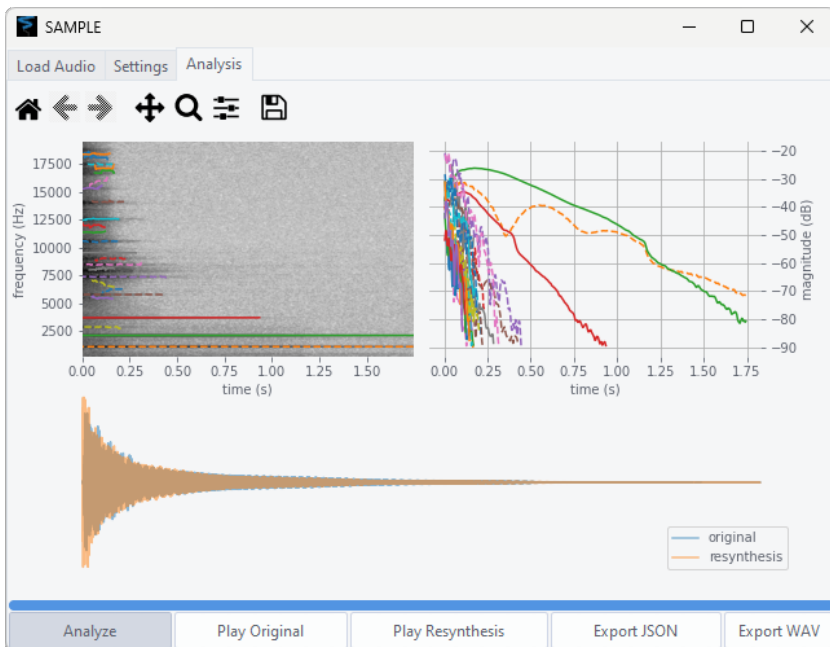 SAMPLE
Load Audio Settings Analysis
17500
15000
12500
10000
7500
5000
2500
frequency (Hz)
0.00 0.25 0.50 0.75 1.00 1.25 1.50
time (s)
−20
−30
−40
−50
−60
−70
−80
−90
magnitude (dB)
0.00 0.25 0.50 0.75 1.00 1.25 1.50 1.75
time (s)
original
resynthesis
Analyze Play Original Play Resynthesis Export JSON Export WAV